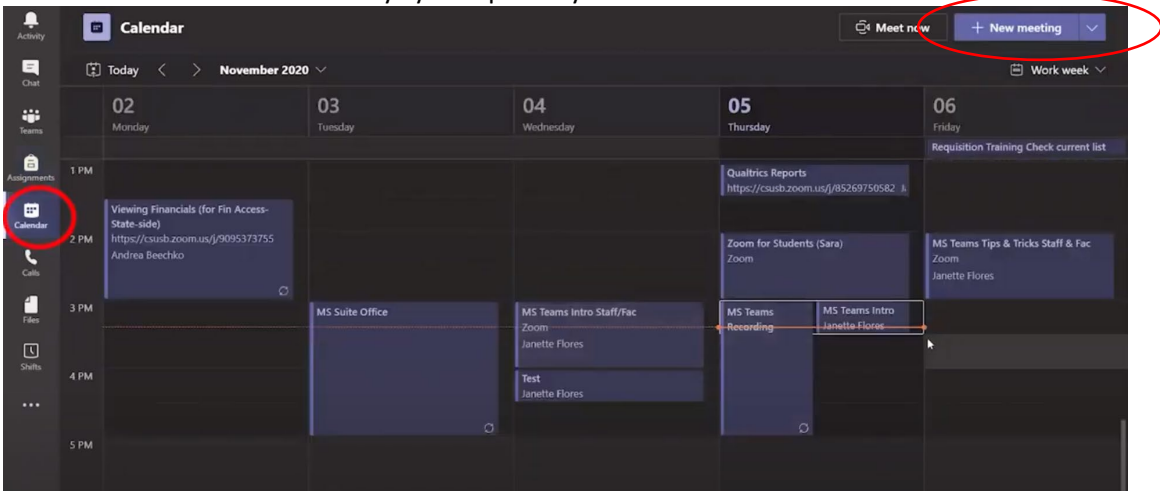 Activity
Calendar
Meet now
+ New meeting
Chat
Today
November 2020
Work week
Teams
02
Monday
03
Tuesday
04
Wednesday
05
Thursday
06
Friday
Requisition Training Check current list
Assignments
Calendar
Calls
Files
Shifts
1 PM
2 PM
3 PM
4 PM
5 PM
Viewing Financials (for Fin Access-
State-side)
https://csusb.zoom.us/j/9095373755
Andrea Beechko
MS Suite Office
MS Teams Intro Staff/Fac
Zoom
Janette Flores
Test
Janette Flores
Qualtrics Reports
https://csusb.zoom.us/j/85269750582
Zoom for Students (Sara)
Zoom
MS Teams
Recording
MS Teams Intro
Janette Flores
MS Teams Tips & Tricks Staff & Fac
Zoom
Janette Flores